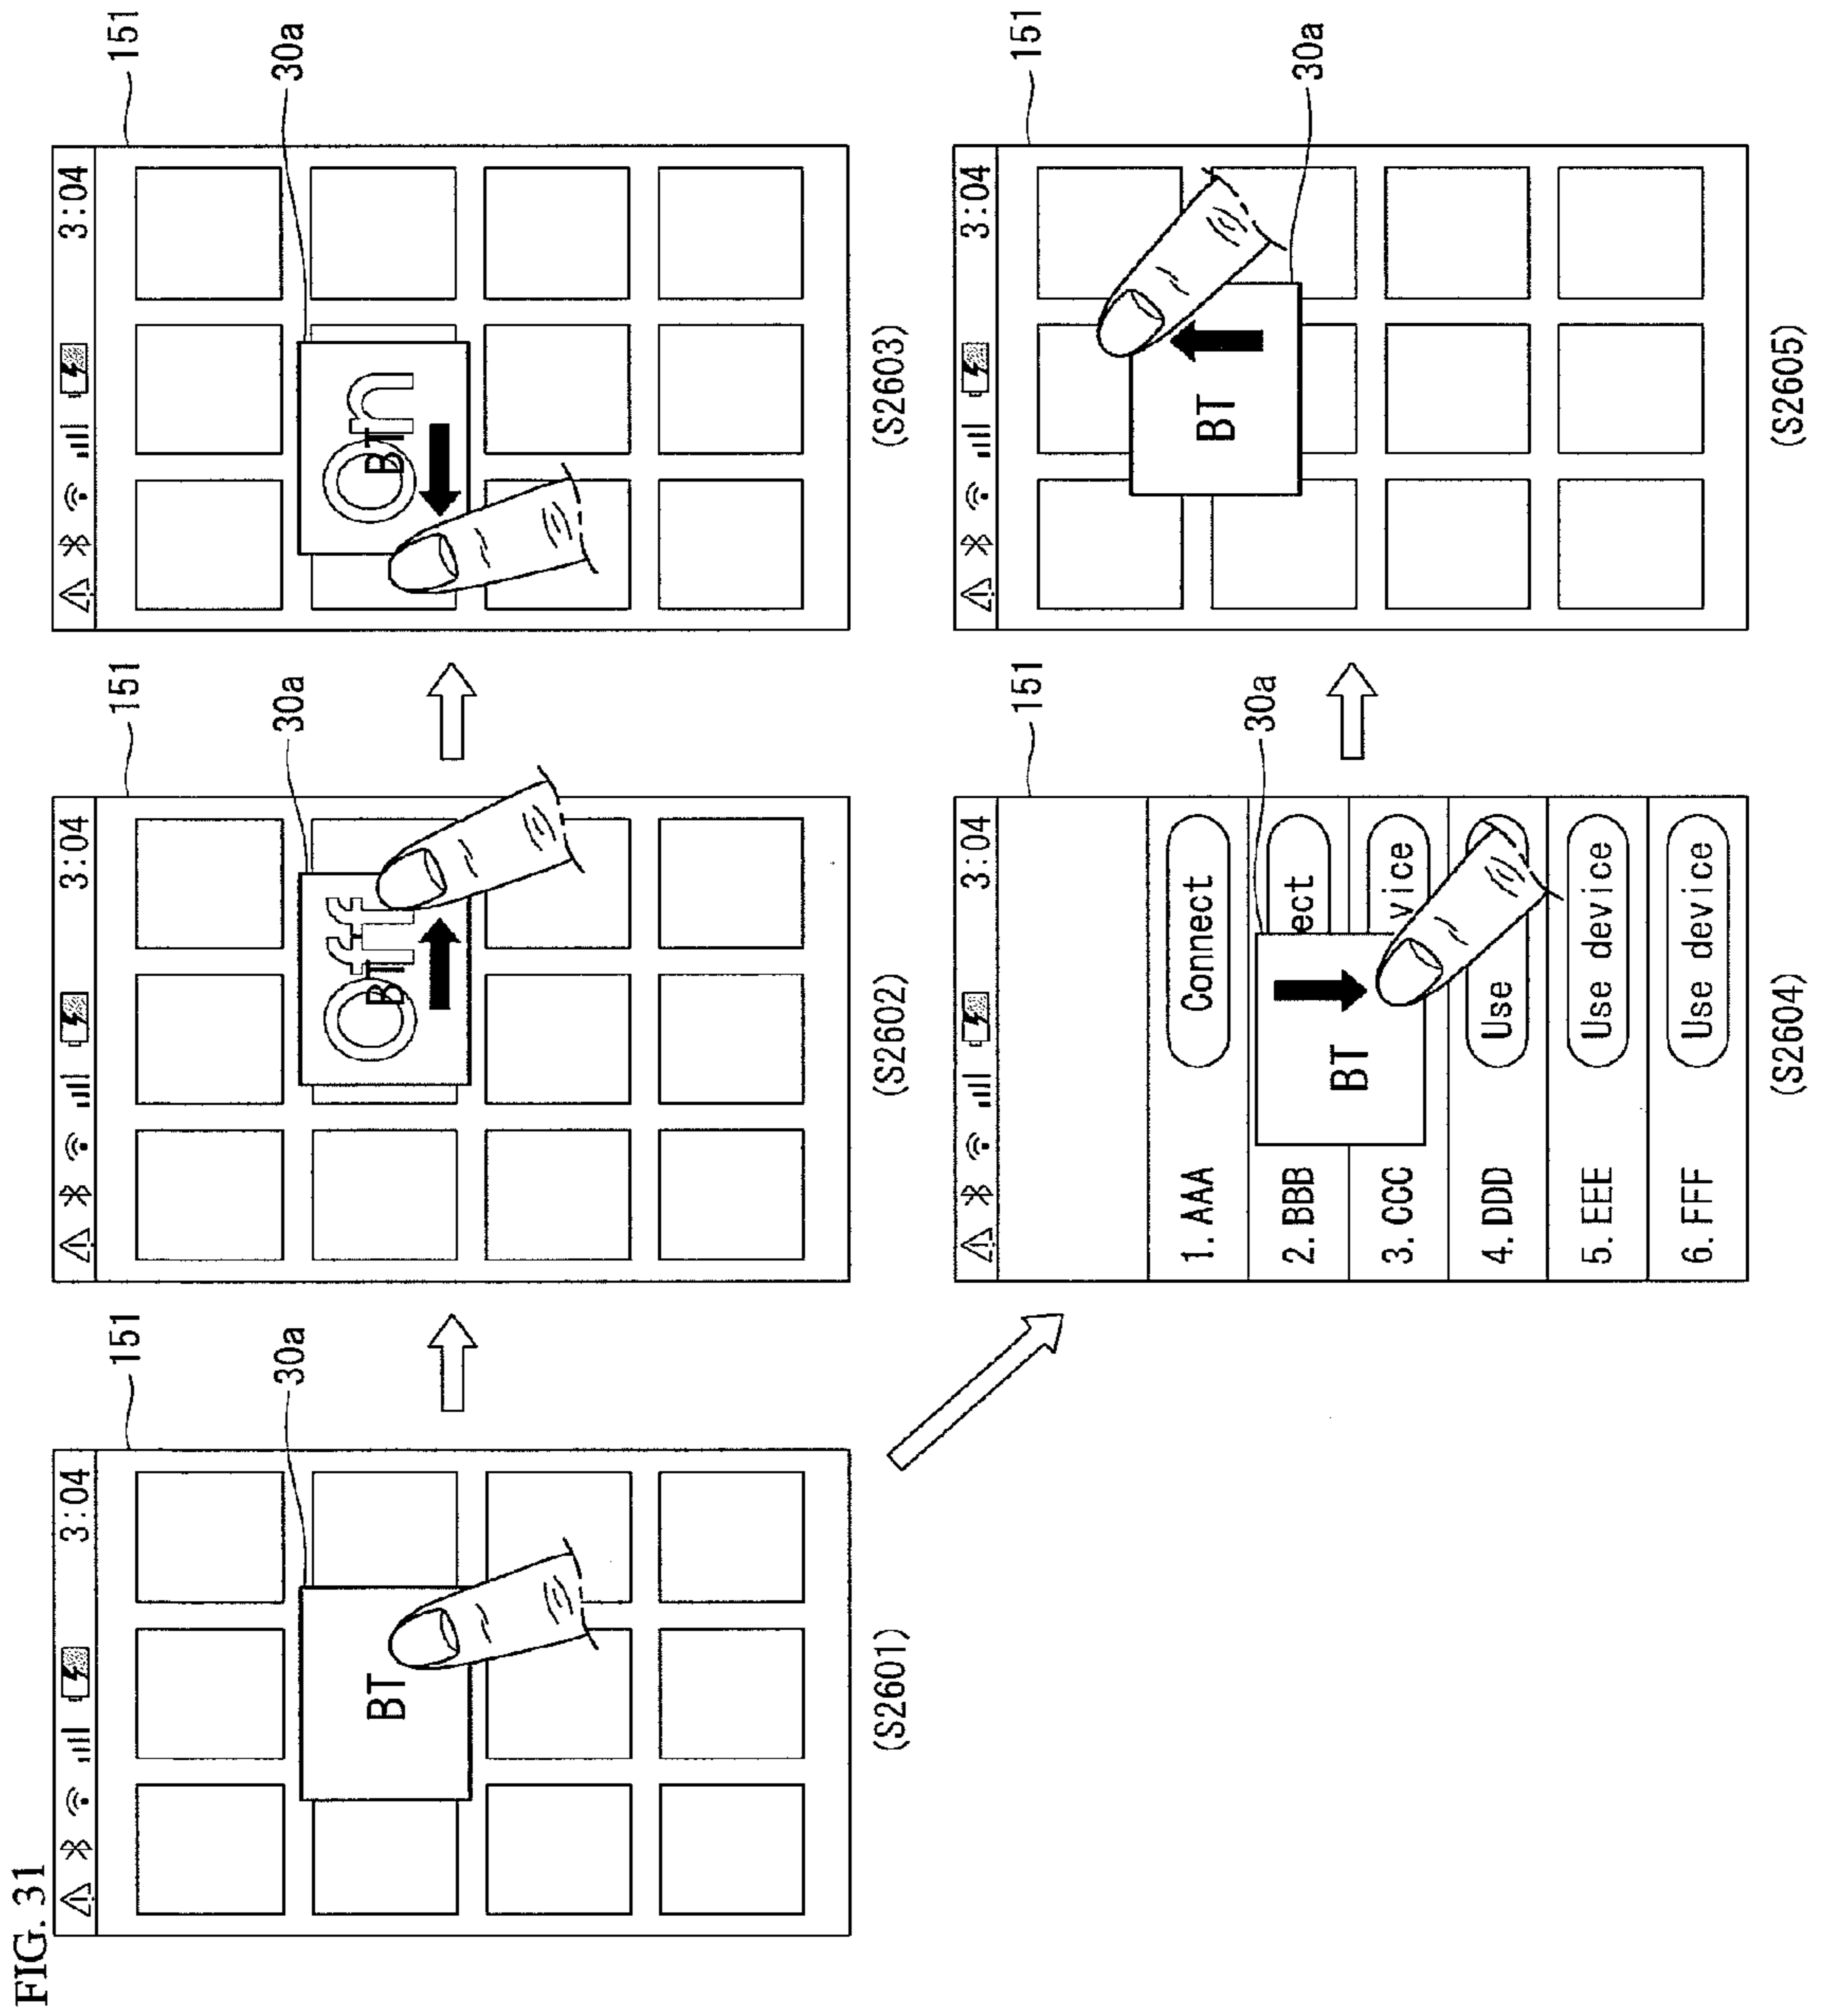 FIG. 31
3:04
151
30a
BT
(S2601)
3:04
151
30a
Off
BT
(S2602)
3:04
151
30a
On
BT
(S2603)
3:04
151
30a
1. AAA Connect
2. BBB ect
3. CCC vice
4. DDD Use
5. EEE Use device
6. FFF Use device
BT
(S2604)
3:04
151
30a
BT
(S2605)